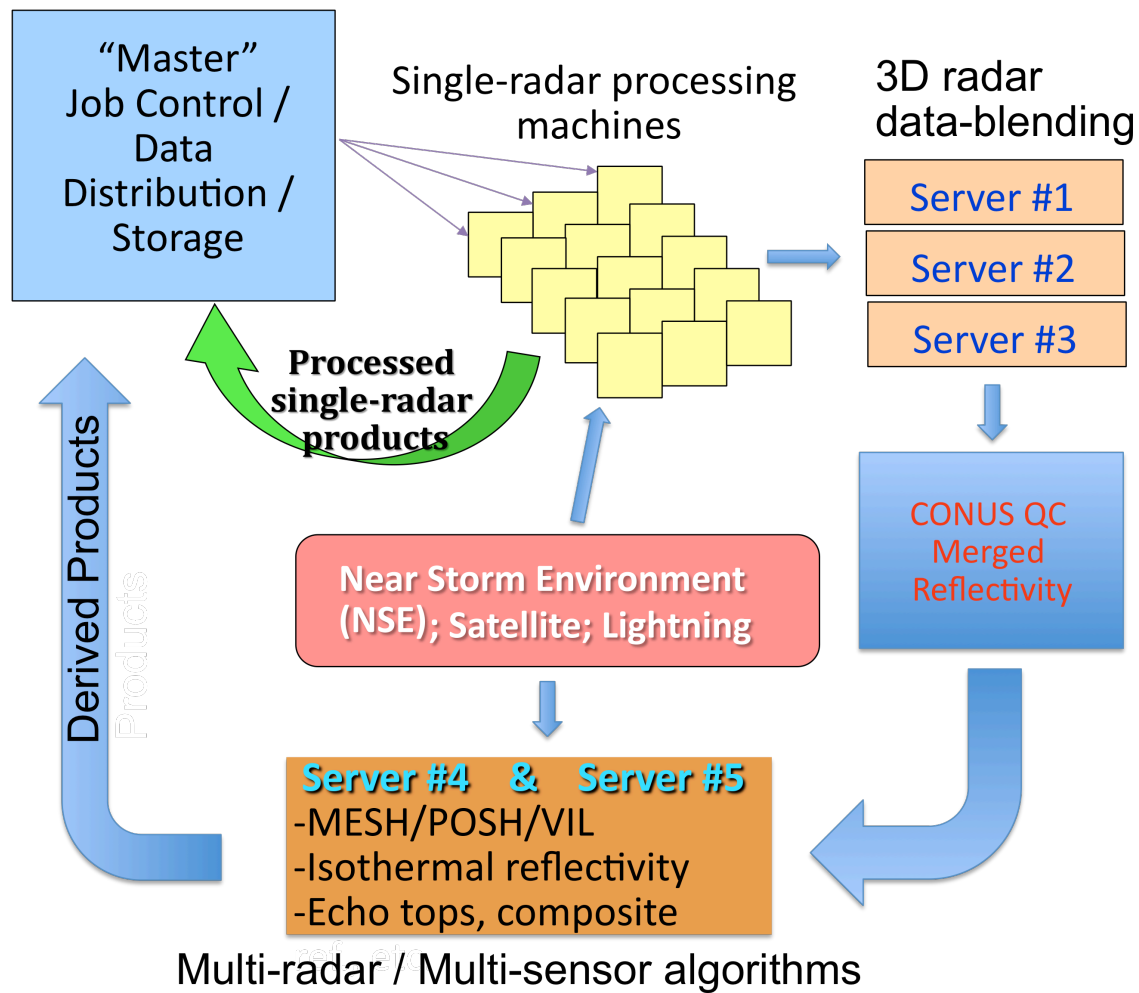 “Master”
Job Control /
Data
Distribution /
Storage
Single-radar processing
machines
3D radar
data-blending
Server #1
Server #2
Server #3
Processed
single-radar
products
CONUS QC
Merged
Reflectivity
Near Storm Environment
(NSE); Satellite; Lightning
Derived Products
Products
Server #4 & Server #5
-MESH/POSH/VIL
-Isothermal reflectivity
-Echo tops, composite
ref., etc
Multi-radar / Multi-sensor algorithms